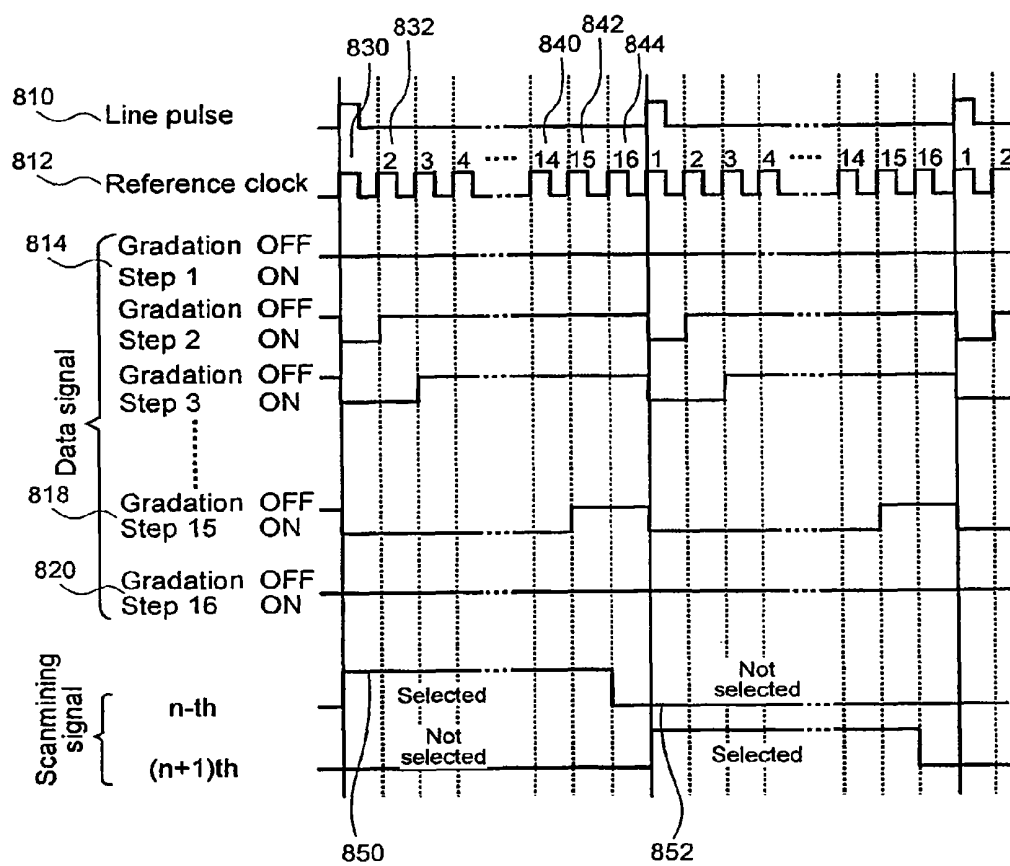 830
832
840
842
844
810
Line pulse
812
Reference clock
2 3 4 ···· 14 15 16 1 2 3 4 ···· 14 15 16 1 2
814
Gradation OFF
Step 1 ON
Gradation OFF
Step 2 ON
Gradation OFF
Step 3 ON
Data signal
818
Gradation OFF
Step 15 ON
820
Gradation OFF
Step 16 ON
Scanmining signal
n-th
Selected
Not selected
(n+1)th
Not selected
Selected
850
852